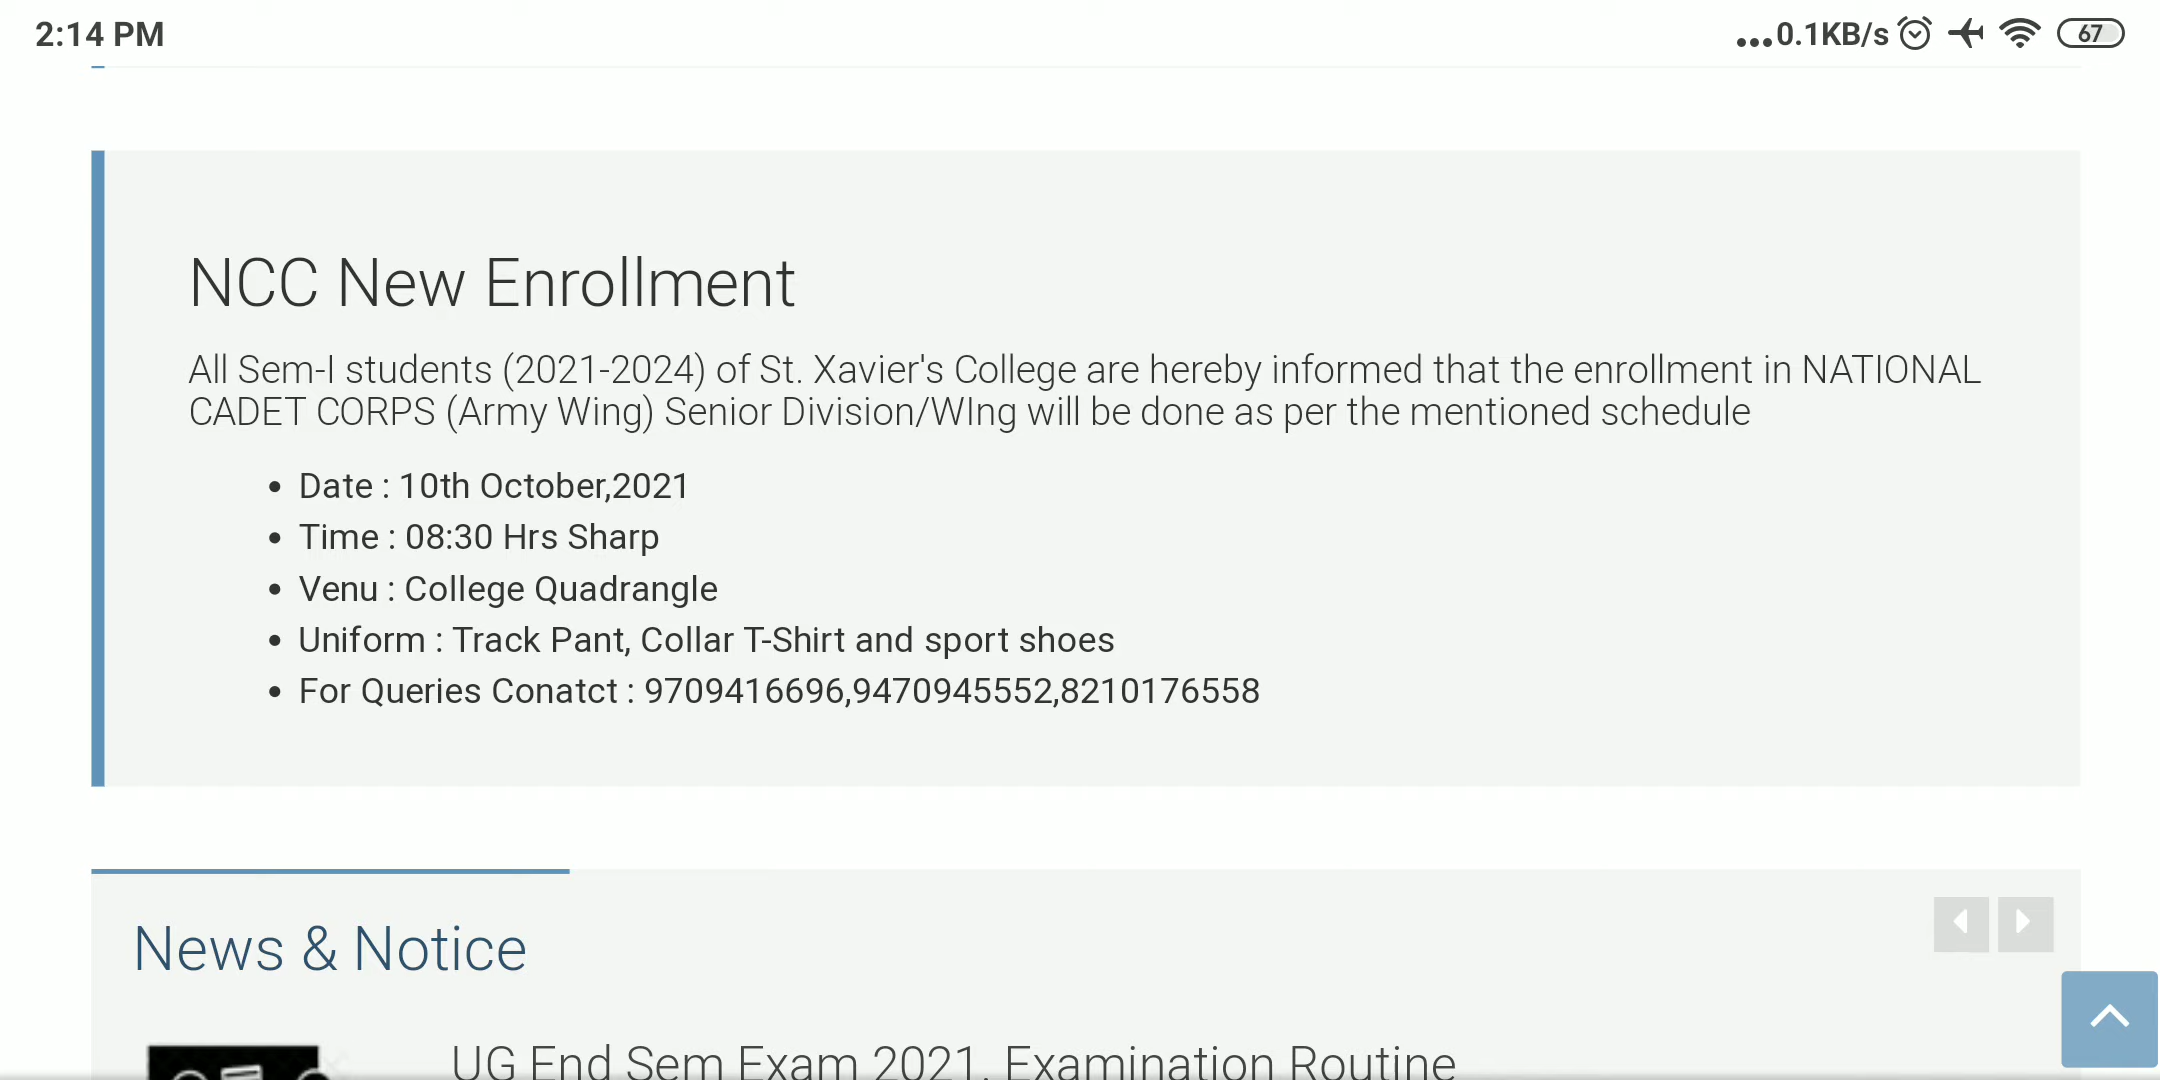 2:14 PM
...0.1KB/s
67
NCC New Enrollment
All Sem-I students (2021-2024) of St. Xavier's College are hereby informed that the enrollment in NATIONAL
CADET CORPS (Army Wing) Senior Division/WIng will be done as per the mentioned schedule
• Date : 10th October,2021
• Time : 08:30 Hrs Sharp
• Venu : College Quadrangle
• Uniform : Track Pant, Collar T-Shirt and sport shoes
• For Queries Conatct : 9709416696,9470945552,8210176558
News & Notice
UG End Sem Exam 2021, Examination Routine